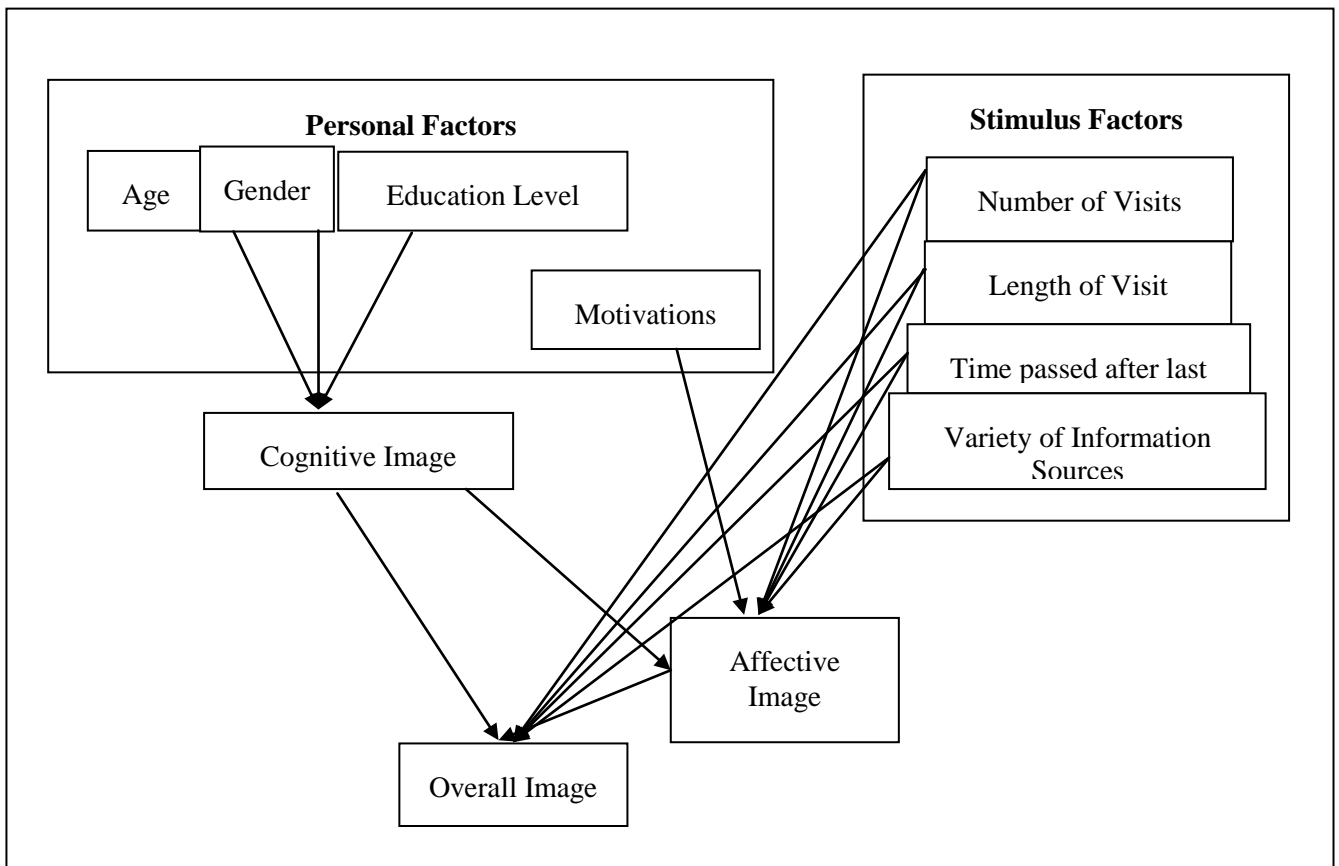 Personal Factors
Age
Gender
Education Level
Motivations
Stimulus Factors
Number of Visits
Length of Visit
Time passed after last
Variety of Information
Sources
Cognitive Image
Affective
Image
Overall Image